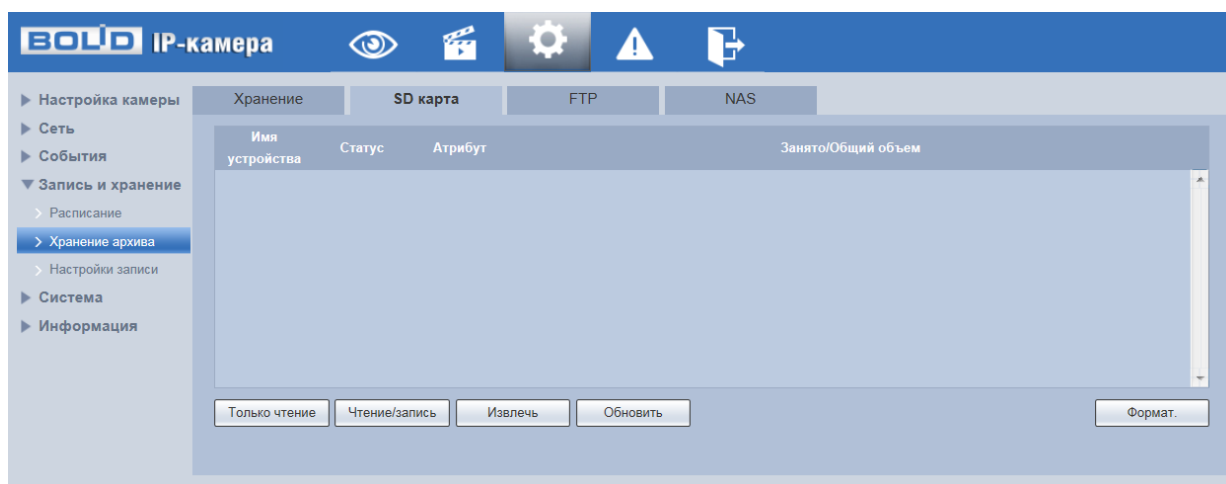 BOLID IP-камера
Настройка камеры
Сеть
События
Запись и хранение
Расписание
Хранение архива
Настройки записи
Система
Информация
Хранение SD карта FTP NAS
Имя устройства Статус Атрибут Занято/Общий объем
Только чтение Чтение/запись Извлечь Обновить Формат.